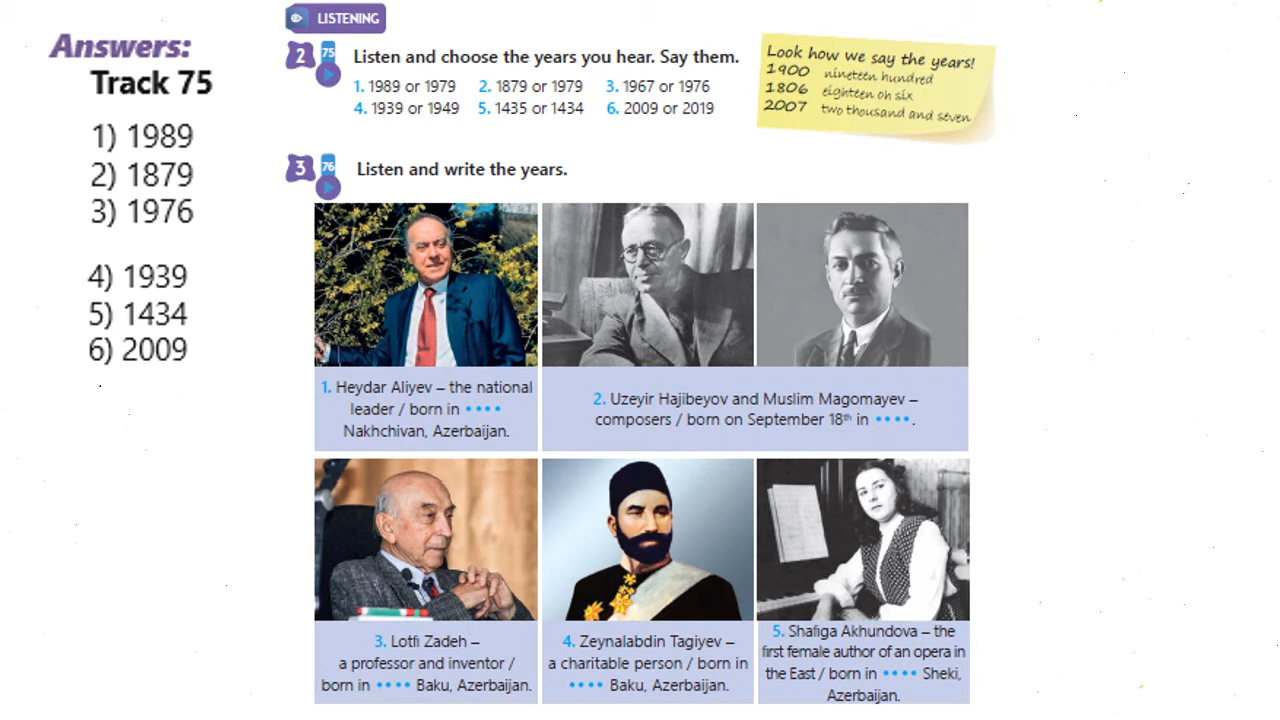 Answers:
Track 75
1) 1989
2) 1879
3) 1976
4) 1939
5) 1434
6) 2009
LISTENING
2 75 Listen and choose the years you hear. Say them.
1. 1989 or 1979 2. 1879 or 1979 3. 1967 or 1976
4. 1939 or 1949 5. 1435 or 1434 6. 2009 or 2019
Look how we say the years!
1900 nineteen hundred
1806 eighteen oh six
2007 two thousand and seven
3 76 Listen and write the years.
1. Heydar Aliyev – the national
leader / born in ••••
Nakhchivan, Azerbaijan.
2. Uzeyir Hajibeyov and Muslim Magomayev –
composers / born on September 18th in ••••.
3. Lotfi Zadeh –
a professor and inventor /
born in •••• Baku, Azerbaijan.
4. Zeynalabdin Tagiyev –
a charitable person / born in
•••• Baku, Azerbaijan.
5. Shafiga Akhundova – the
first female author of an opera in
the East / born in •••• Sheki,
Azerbaijan.